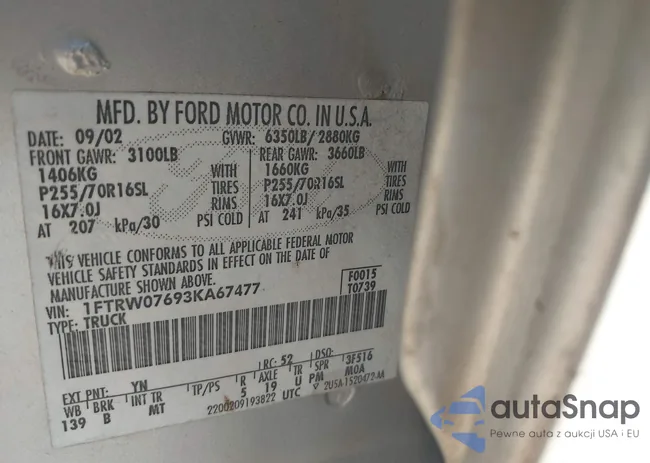 MFD. BY FORD MOTOR CO. IN U.S.A.
DATE: 09/02 GVWR: 6350LB/ 2880KG
FRONT GAWR: 3100LB REAR GAWR: 3660LB
1406KG WITH 1660KG WITH
P255/70R16SL TIRES P255/70R16SL TIRES
16X7.0J RIMS 16X7.0J RIMS
AT 207 kPa/30 PSI COLD AT 241 kPa/35 PSI COLD
THIS VEHICLE CONFORMS TO ALL APPLICABLE FEDERAL MOTOR
VEHICLE SAFETY STANDARDS IN EFFECT ON THE DATE OF
MANUFACTURE SHOWN ABOVE.
VIN: 1FTRW07693KA67477 F0015
TYPE: TRUCK T0739
EXT PNT: YN RC: 52 DSO: 3F516
WB BRK INT TR TP/PS R AXLE TR SPR M0A
139 B MT 5 19 U PM
2200209193822 UTC 2USA-1520472-AA
autaSnap
Pewne auta z aukcji USA i EU